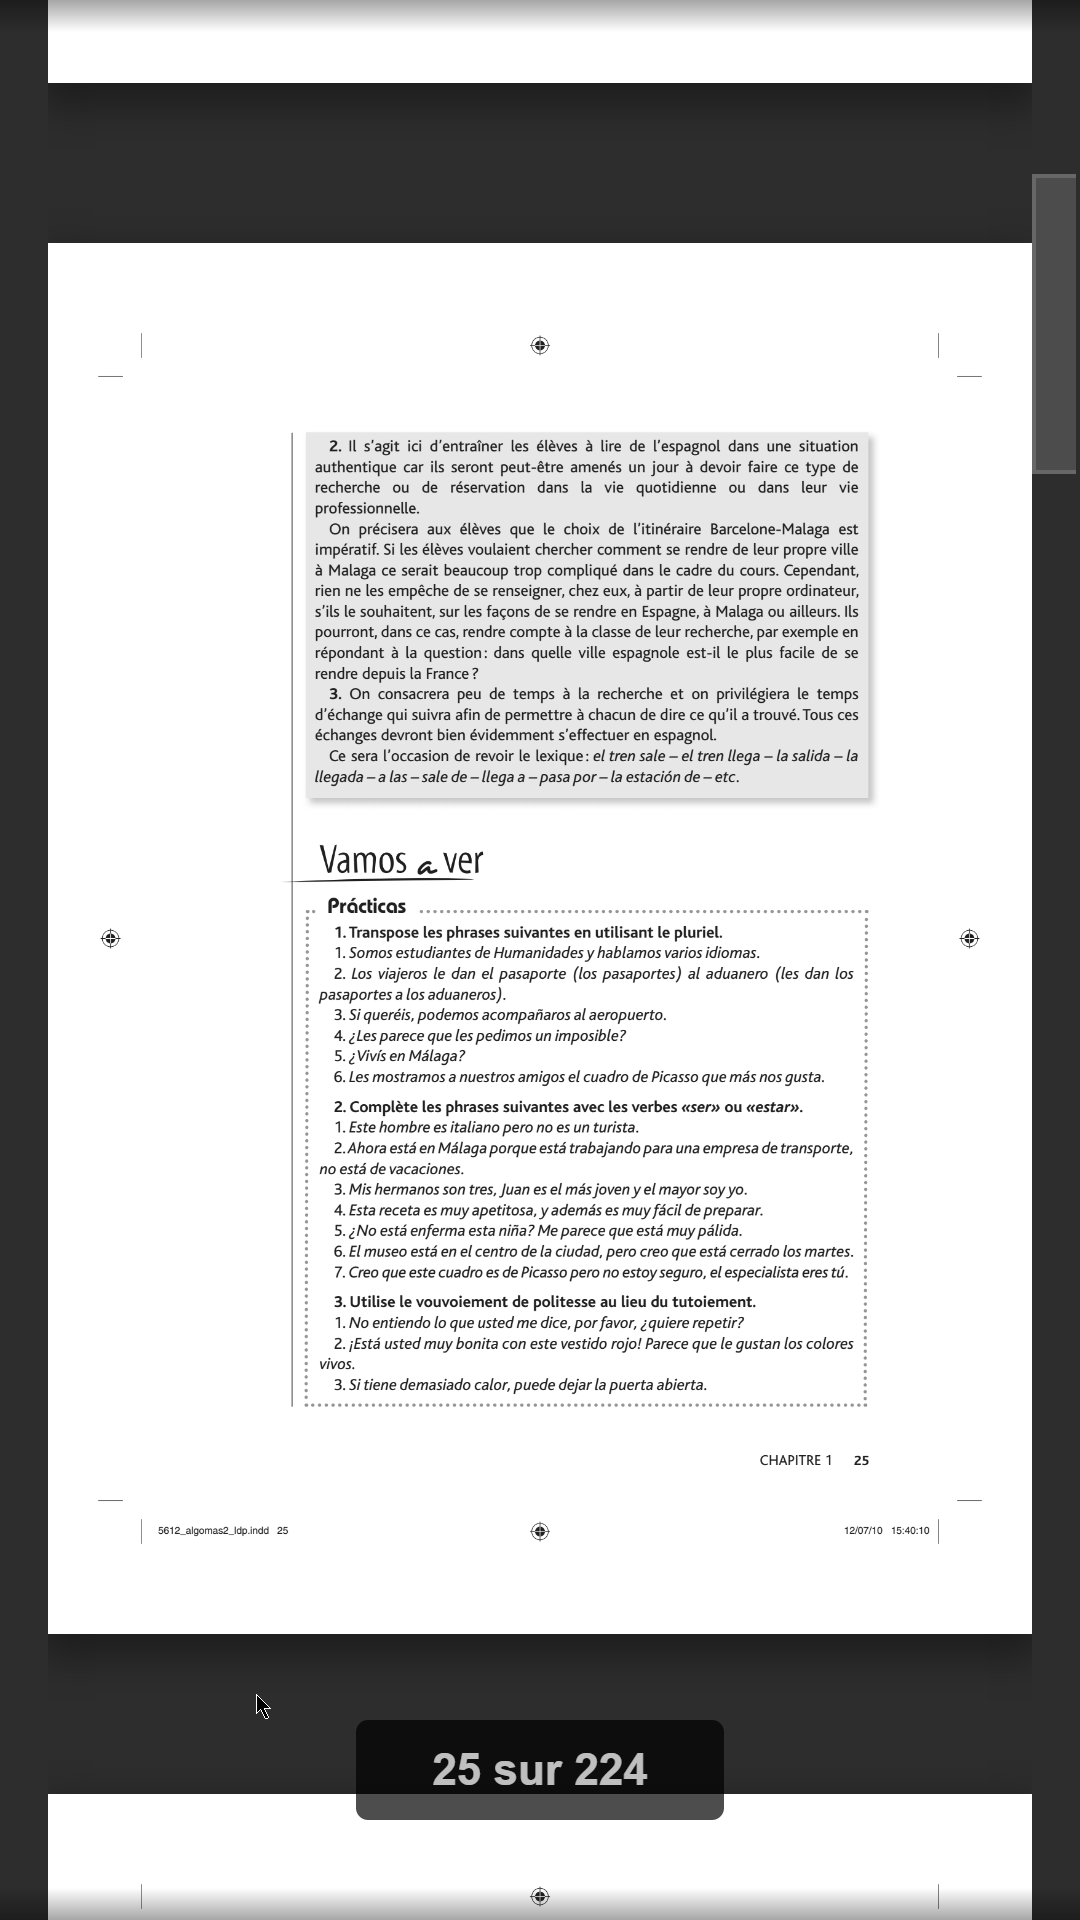 2. Il s’agit ici d’entraîner les élèves à lire de l’espagnol dans une situation
authentique car ils seront peut-être amenés un jour à devoir faire ce type de
recherche ou de réservation dans la vie quotidienne ou dans leur vie
professionnelle.
On précisera aux élèves que le choix de l’itinéraire Barcelone-Malaga est
impératif. Si les élèves voulaient chercher comment se rendre de leur propre ville
à Malaga ce serait beaucoup trop compliqué dans le cadre du cours. Cependant,
rien ne les empêche de se renseigner, chez eux, à partir de leur propre ordinateur,
s’ils le souhaitent, sur les façons de se rendre en Espagne, à Malaga ou ailleurs. Ils
pourront, dans ce cas, rendre compte à la classe de leur recherche, par exemple en
répondant à la question : dans quelle ville espagnole est-il le plus facile de se
rendre depuis la France ?
3. On consacrera peu de temps à la recherche et on privilégiera le temps
d’échange qui suivra afin de permettre à chacun de dire ce qu’il a trouvé. Tous ces
échanges devront bien évidemment s’effectuer en espagnol.
Ce sera l’occasion de revoir le lexique : el tren sale – el tren llega – la salida – la
llegada – a las – sale de – llega a – pasa por – la estación de – etc.
Vamos a ver
Prácticas
1. Transpose les phrases suivantes en utilisant le pluriel.
1. Somos estudiantes de Humanidades y hablamos varios idiomas.
2. Los viajeros le dan el pasaporte (los pasaportes) al aduanero (les dan los
pasaportes a los aduaneros).
3. Si queréis, podemos acompañaros al aeropuerto.
4. ¿Les parece que les pedimos un imposible?
5. ¿Vivís en Málaga?
6. Les mostramos a nuestros amigos el cuadro de Picasso que más nos gusta.
2. Complète les phrases suivantes avec les verbes «ser» ou «estar».
1. Este hombre es italiano pero no es un turista.
2. Ahora está en Málaga porque está trabajando para una empresa de transporte,
no está de vacaciones.
3. Mis hermanos son tres, Juan es el más joven y el mayor soy yo.
4. Esta receta es muy apetitosa, y además es muy fácil de preparar.
5. ¿No está enferma esta niña? Me parece que está muy pálida.
6. El museo está en el centro de la ciudad, pero creo que está cerrado los martes.
7. Creo que este cuadro es de Picasso pero no estoy seguro, el especialista eres tú.
3. Utilise le vouvoiement de politesse au lieu du tutoiement.
1. No entiendo lo que usted me dice, por favor, ¿quiere repetir?
2. ¡Está usted muy bonita con este vestido rojo! Parece que le gustan los colores
vivos.
3. Si tiene demasiado calor, puede dejar la puerta abierta.
CHAPITRE 1 25
5612_algomas2_ldp.indd 25 12/07/10 15:40:10
25 sur 224